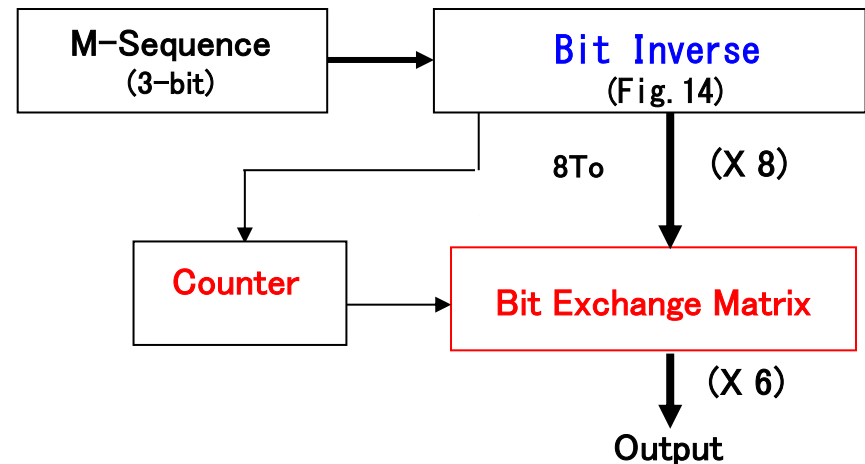 M-Sequence
(3-bit)
Bit Inverse
(Fig.14)
8To
(X 8)
Counter
Bit Exchange Matrix
(X 6)
Output